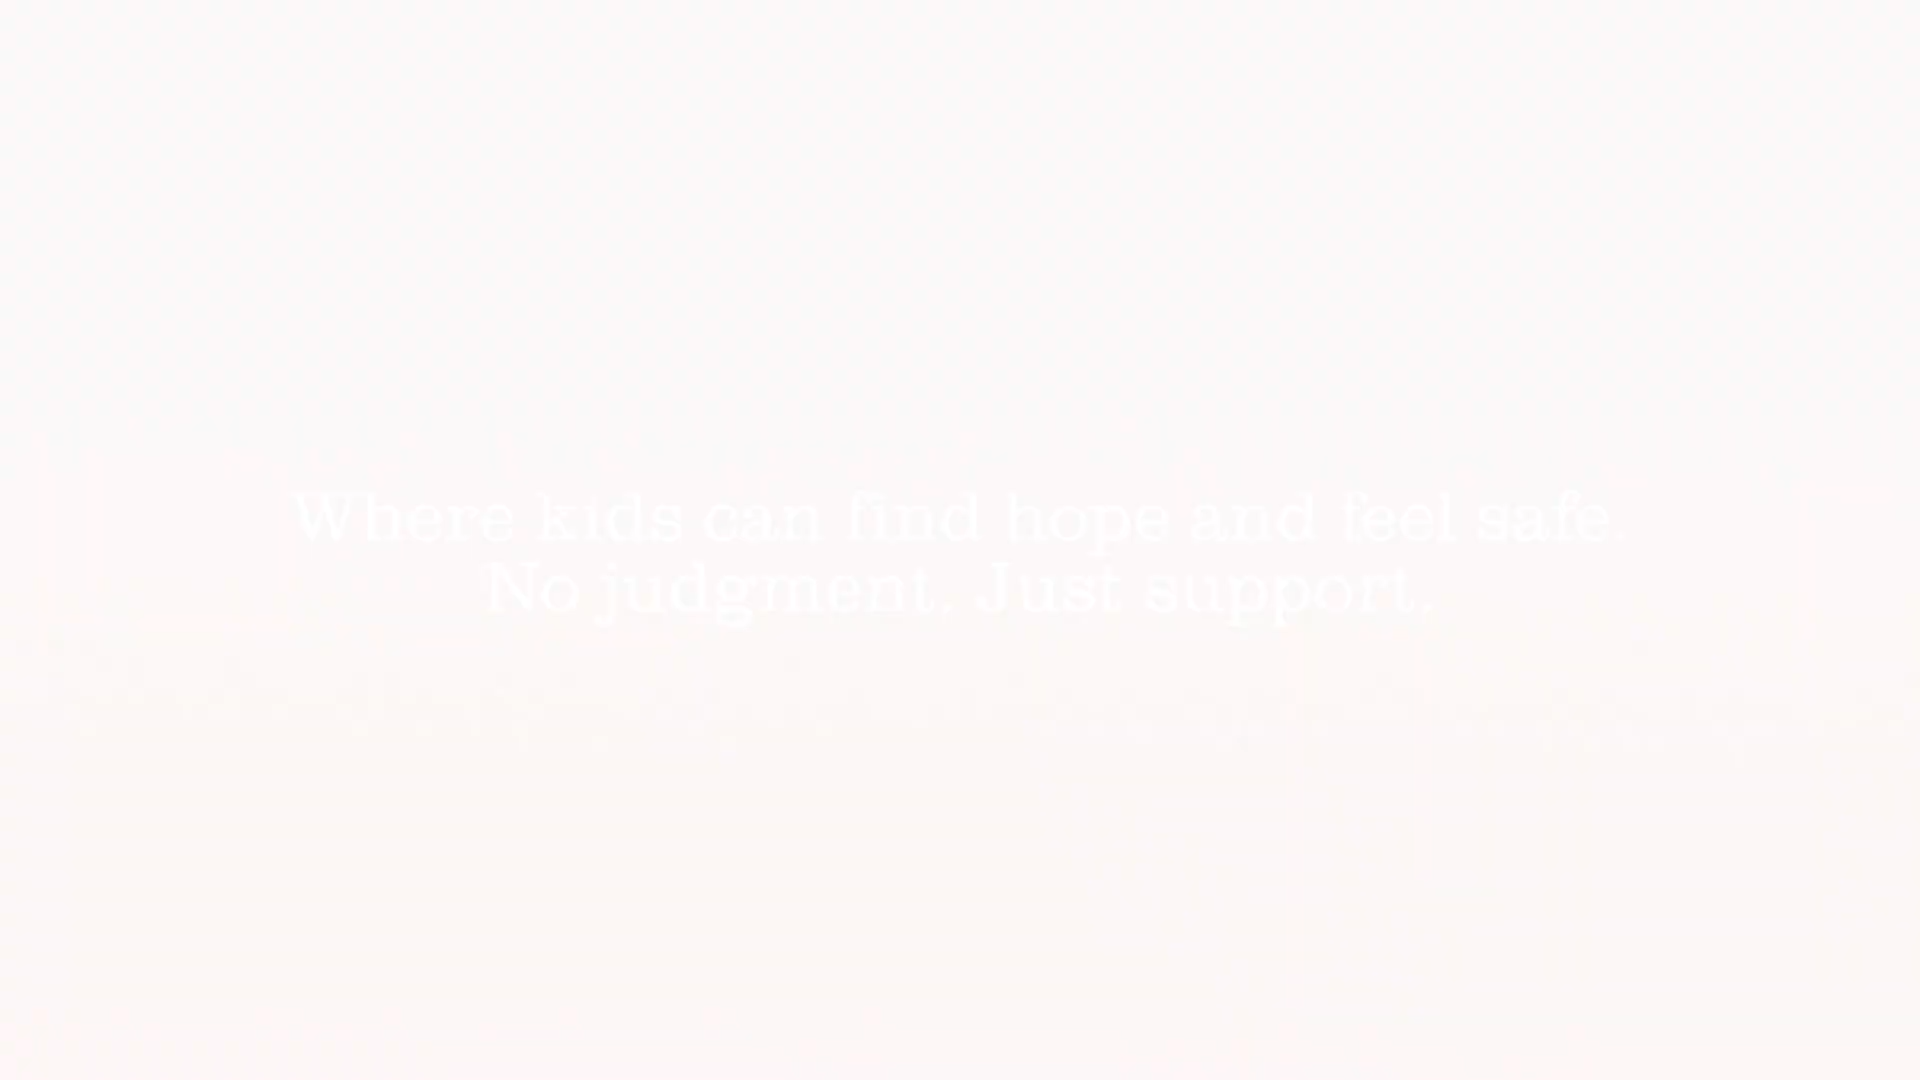 Where kids can find hope and feel safe.
No judgment. Just support.